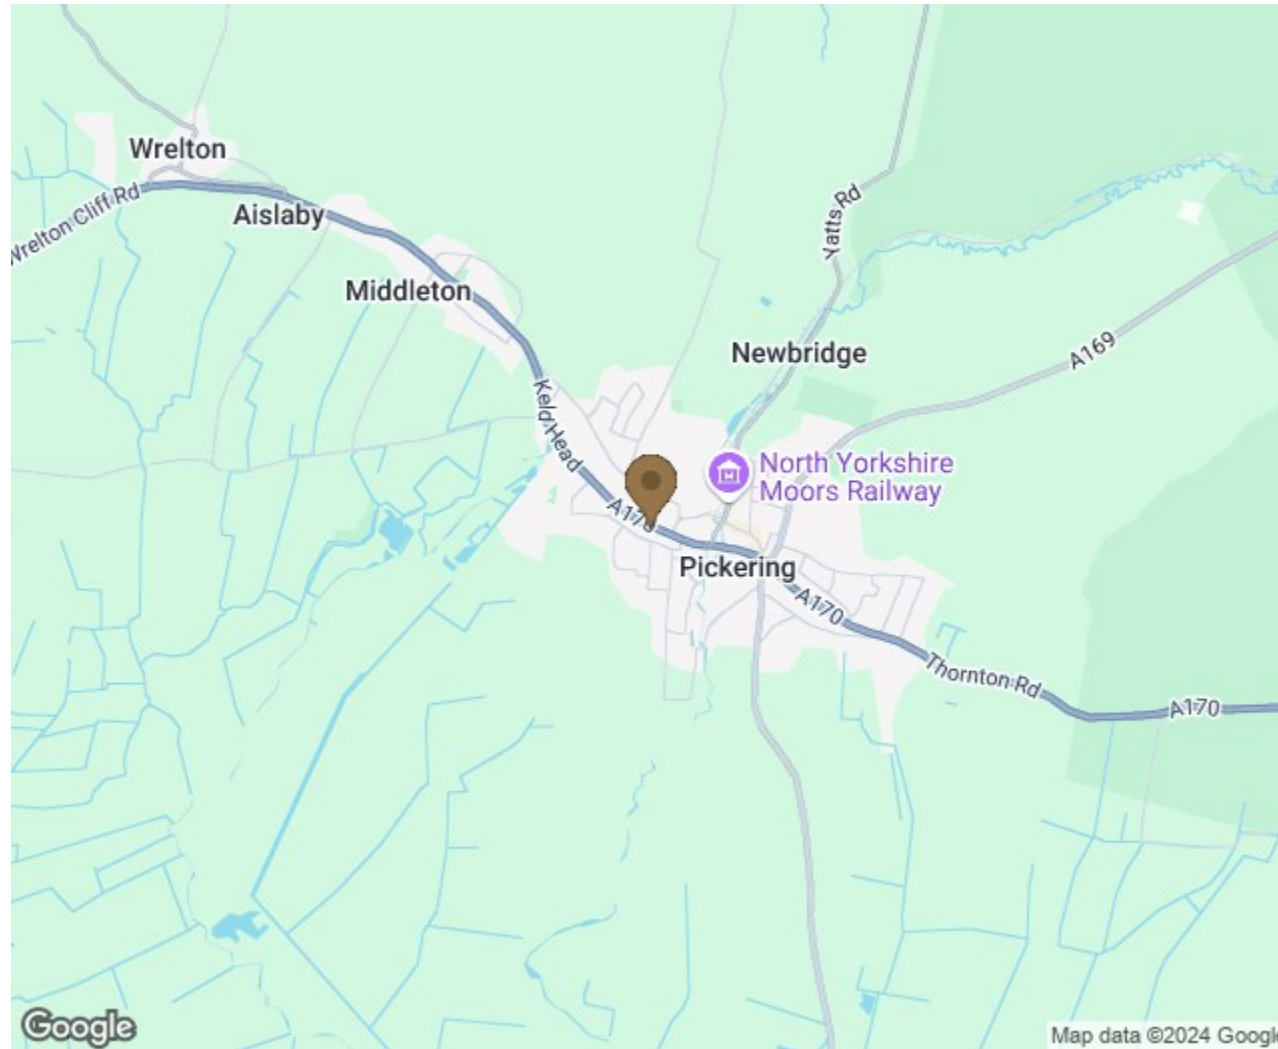 Wrelton
Wrelton Cliff Rd
Aislaby
Yatts Rd
Middleton
Newbridge
A169
Keld Head
North Yorkshire
Moors Railway
A170
Pickering
A170
Thornton Rd
A170
Google
Map data ©2024 Google